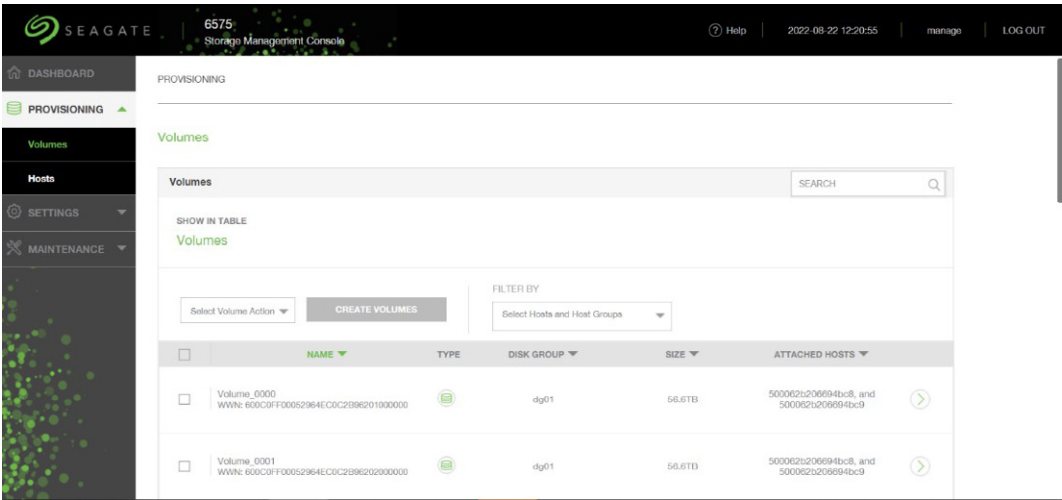 SEAGATE
6575
Storage Management Console
Help
2022-08-22 12:20:55
manage
LOG OUT
DASHBOARD
PROVISIONING
Volumes
Hosts
SETTINGS
MAINTENANCE
PROVISIONING
Volumes
Volumes
SEARCH
SHOW IN TABLE
Volumes
FILTER BY
Select Volume Action
CREATE VOLUMES
Select Hosts and Host Groups
NAME TYPE DISK GROUP SIZE ATTACHED HOSTS
Volume_0000
WWN: 600C0FF00052964EC0C2B96201000000
dg01
56.6TB
500062b206694bc8, and
500062b206694bc9
Volume_0001
WWN: 600C0FF00052964EC0C2B96202000000
dg01
56.6TB
500062b206694bc8, and
500062b206694bc9